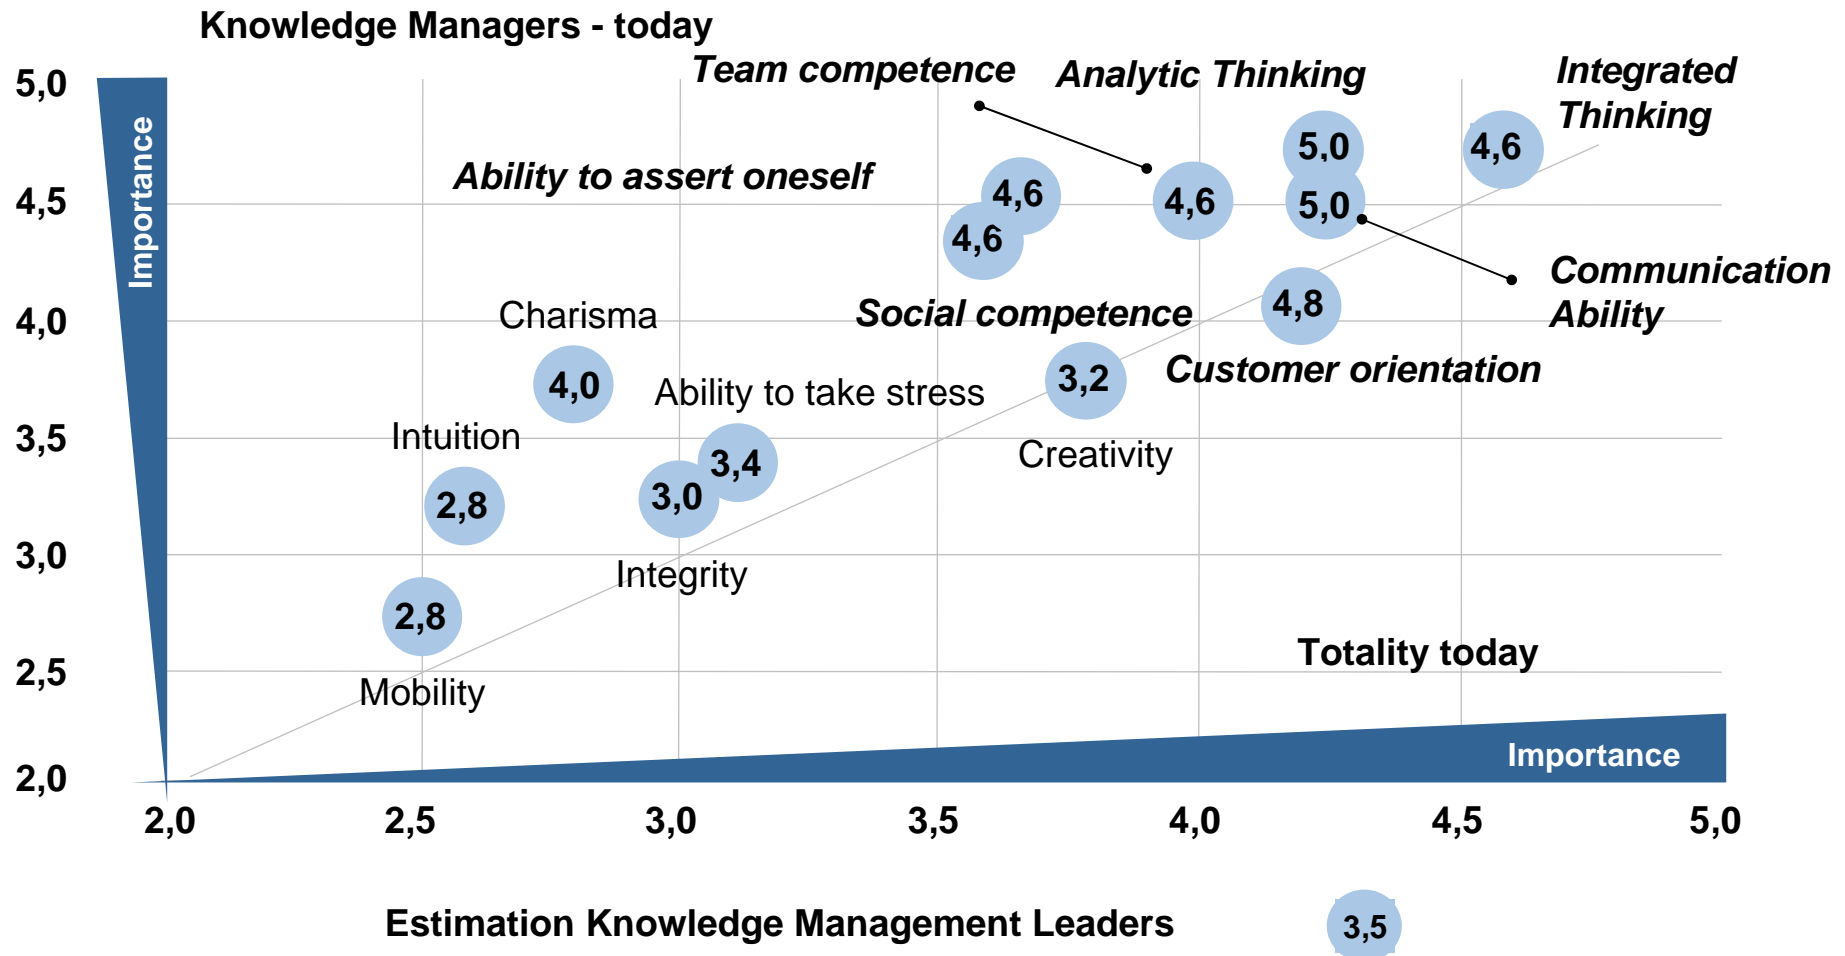 Knowledge Managers - today
Team competence
Analytic Thinking
Integrated
Thinking
5,0
Importance
5,0
4,6
Ability to assert oneself
4,6
4,6
5,0
4,5
4,6
Communication
Ability
Charisma
Social competence
4,8
4,0
Customer orientation
4,0
Ability to take stress
3,2
Intuition
3,5
Creativity
3,4
3,0
2,8
3,0
Integrity
2,8
Totality today
2,5
Mobility
Importance
2,0
2,0
2,5
3,0
3,5
4,0
4,5
5,0
Estimation Knowledge Management Leaders
3,5